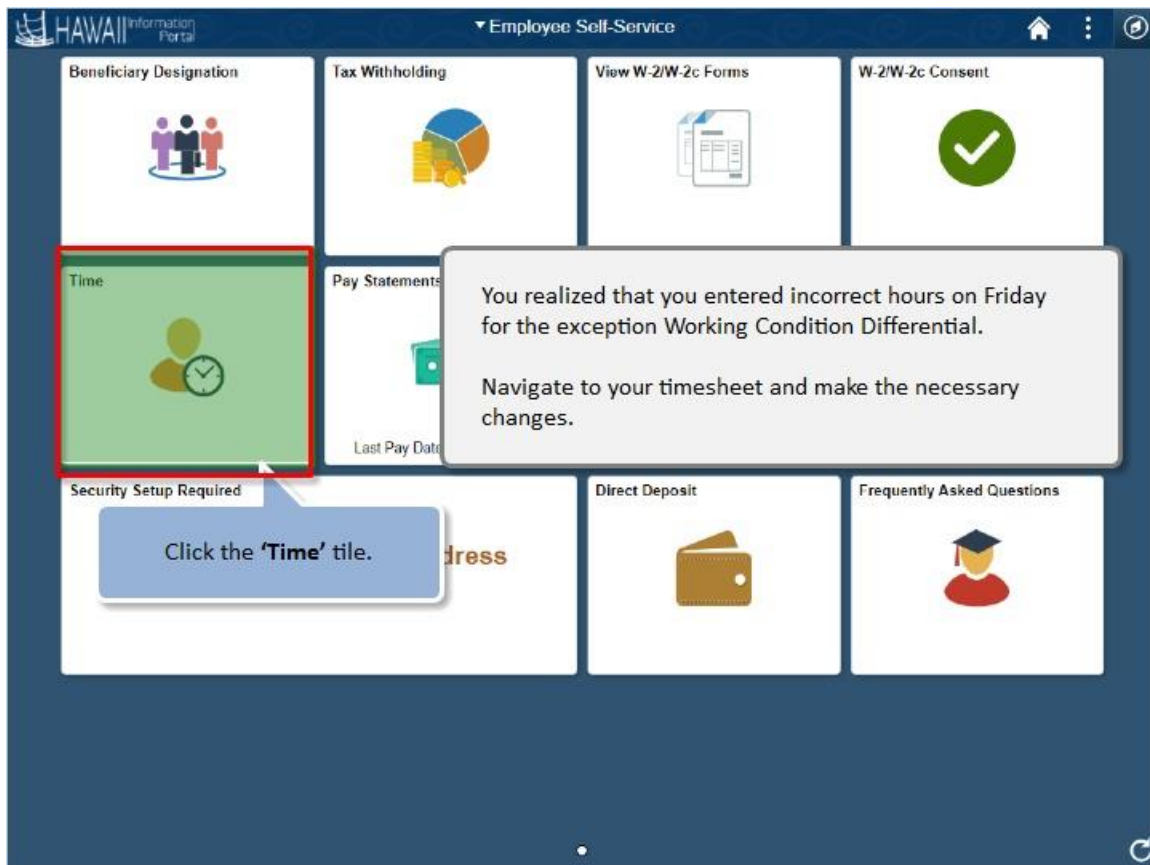 HAWAII Information Portal
Employee Self-Service
Beneficiary Designation
Tax Withholding
View W-2/W-2c Forms
W-2/W-2c Consent
Time
Pay Statements
Last Pay Date
You realized that you entered incorrect hours on Friday
for the exception Working Condition Differential.
Navigate to your timesheet and make the necessary
changes.
Security Setup Required
dress
Click the ‘Time’ tile.
Direct Deposit
Frequently Asked Questions